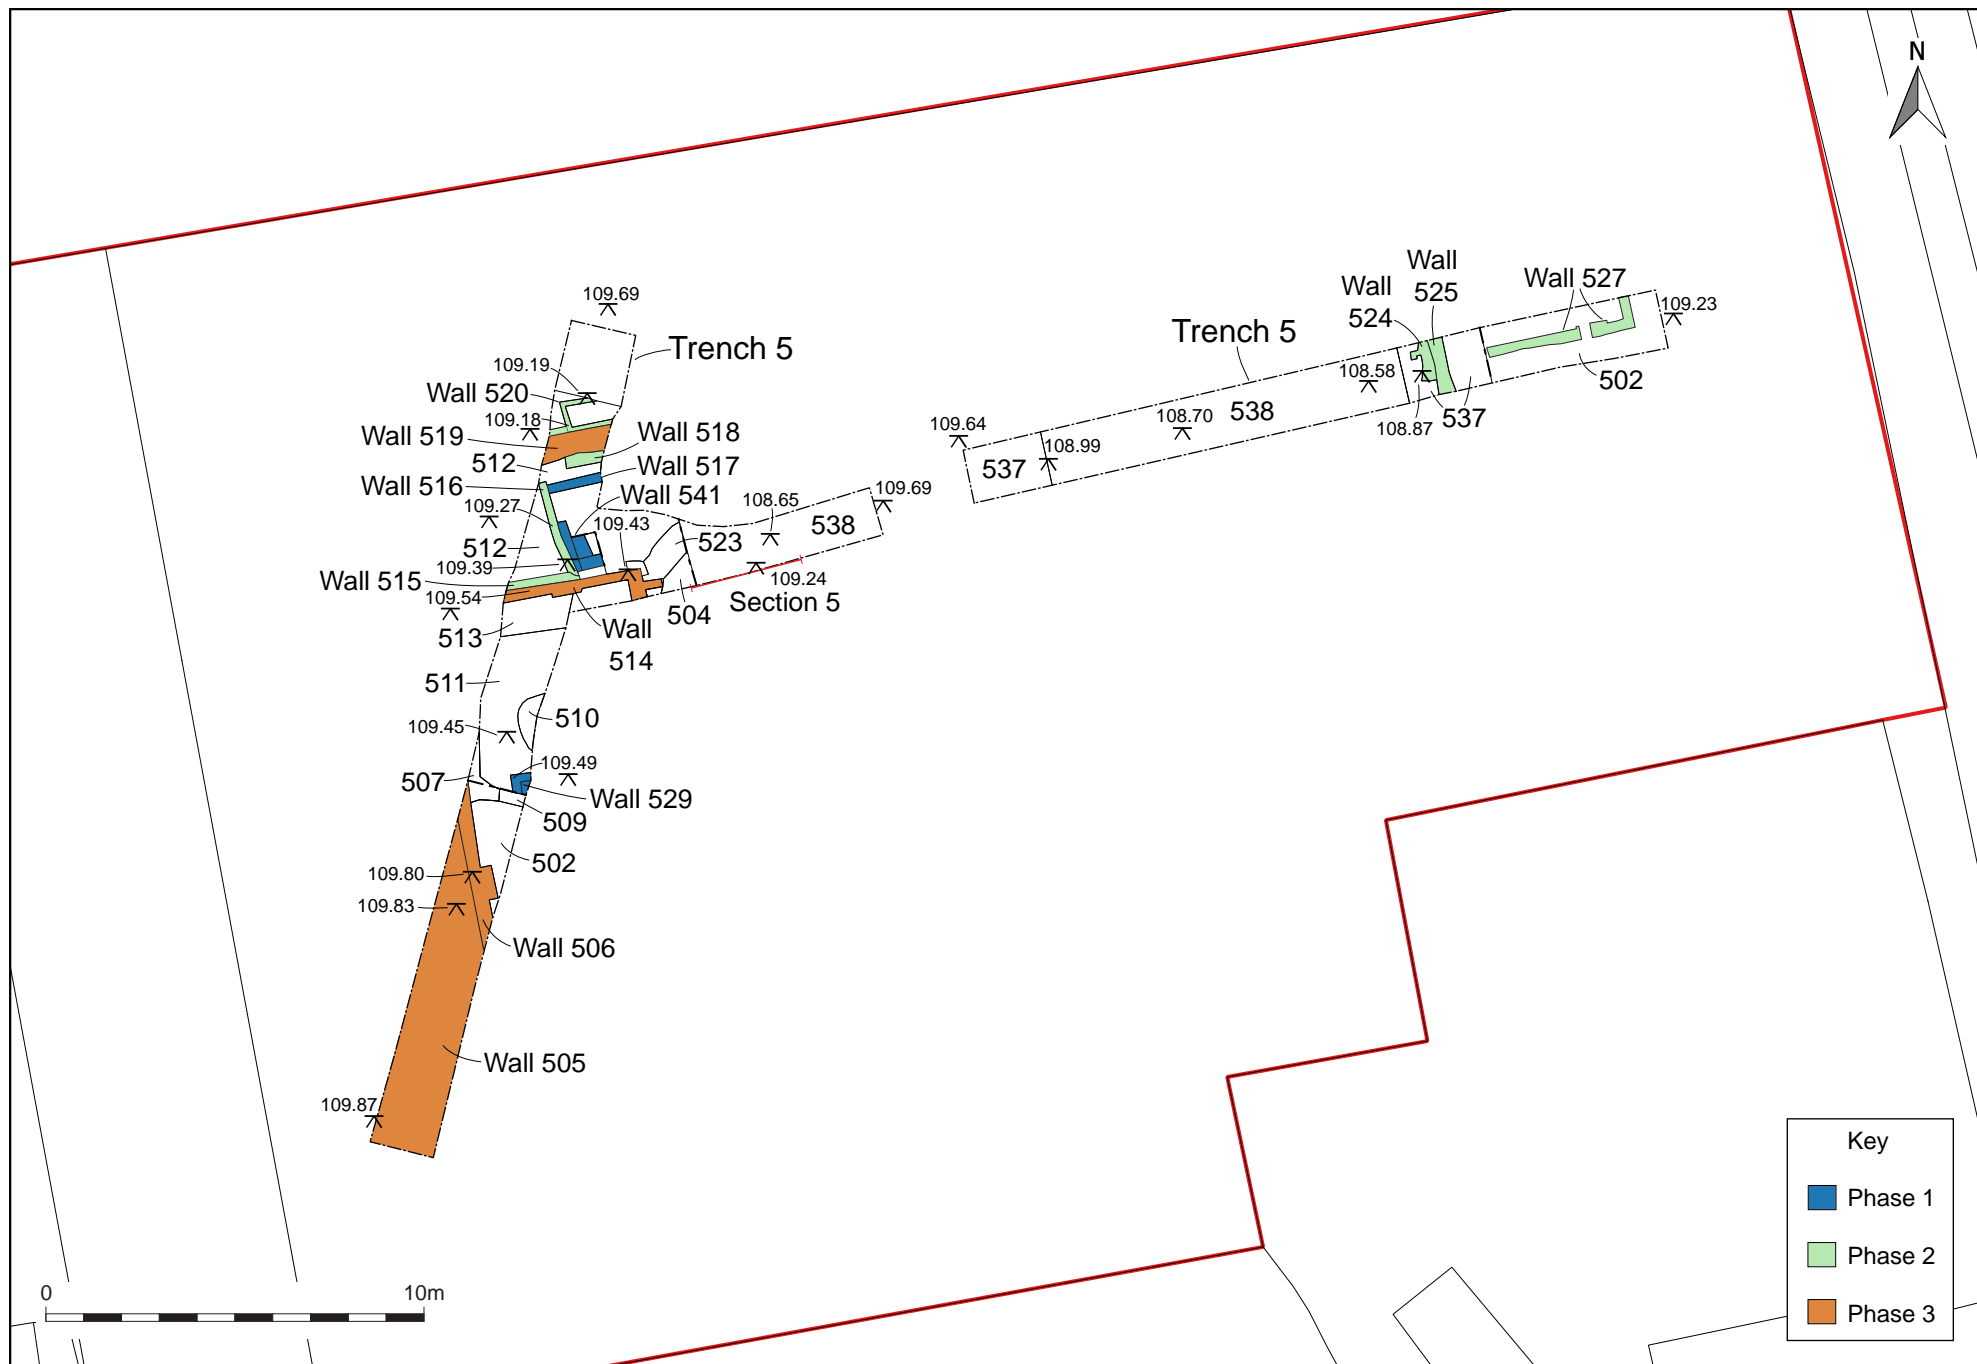 N
Wall
525
Wall
524
Wall 527
109.23
109.69
Trench 5
Trench 5
109.19
Wall 520
108.58
502
109.18
538
537
108.87
Wall 519
Wall 518
109.64
108.70
512
Wall 517
108.99
537
Wall 516
Wall 541
109.69
109.27
109.43
108.65
538
512
523
109.39
Wall 515
109.24
109.54
Section 5
504
513
Wall
514
511
510
109.45
109.49
507
Wall 529
509
502
109.80
109.83
Wall 506
Wall 505
109.87
Key
Phase 1
Phase 2
Phase 3
0 10m